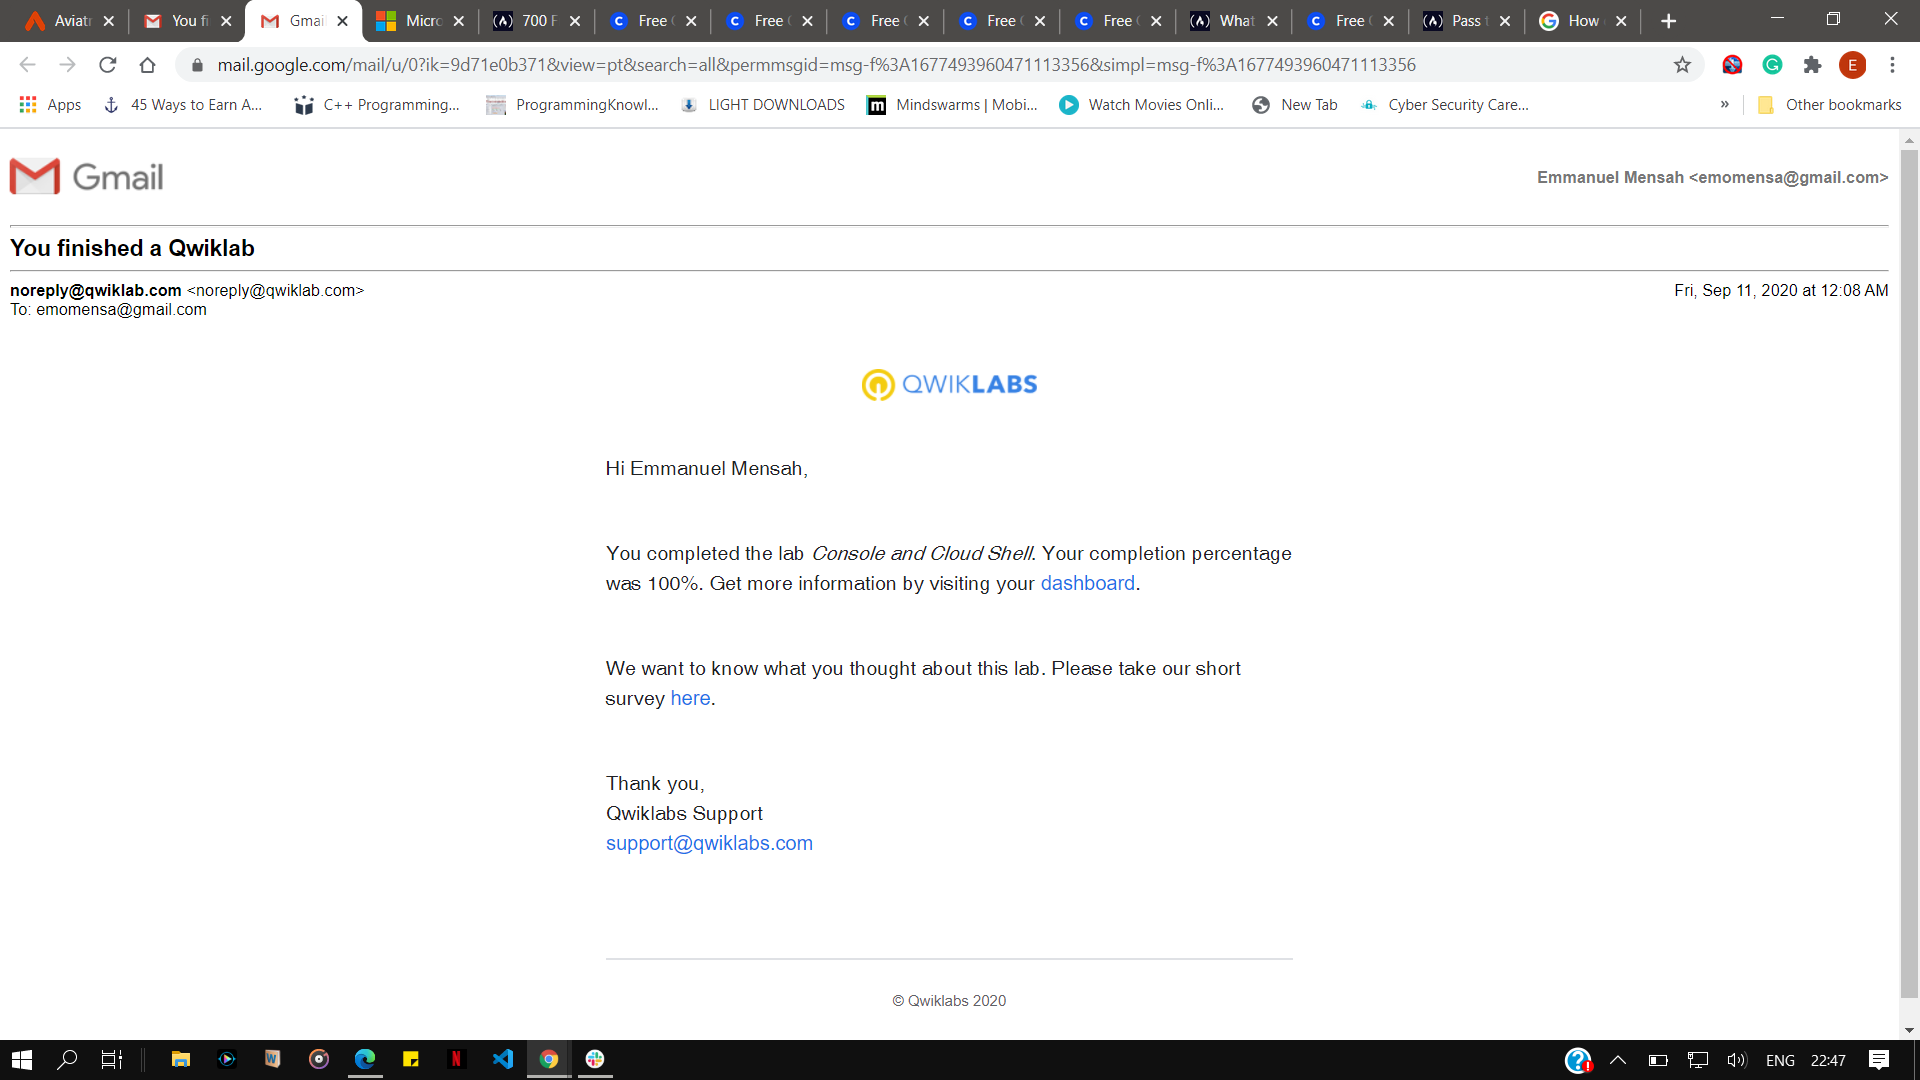 Aviatr
You fi
Gmai
Micro
700 F
Free
Free
Free
Free
Free
What
Free
Pass t
How
mail.google.com/mail/u/0?ik=9d71e0b371&view=pt&search=all&permmsgid=msg-f%3A1677493960471113356&simpl=msg-f%3A1677493960471113356
E
Apps
45 Ways to Earn A...
C++ Programming...
ProgrammingKnowl...
LIGHT DOWNLOADS
Mindswarms | Mobi...
Watch Movies Onli...
New Tab
Cyber Security Care...
»
Other bookmarks
Gmail
Emmanuel Mensah <emomensa@gmail.com>
You finished a Qwiklab
noreply@qwiklab.com <noreply@qwiklab.com>
Fri, Sep 11, 2020 at 12:08 AM
To: emomensa@gmail.com
QWIKLABS
Hi Emmanuel Mensah,
You completed the lab Console and Cloud Shell. Your completion percentage
was 100%. Get more information by visiting your dashboard.
We want to know what you thought about this lab. Please take our short
survey here.
Thank you,
Qwiklabs Support
support@qwiklabs.com
© Qwiklabs 2020
ENG
22:47